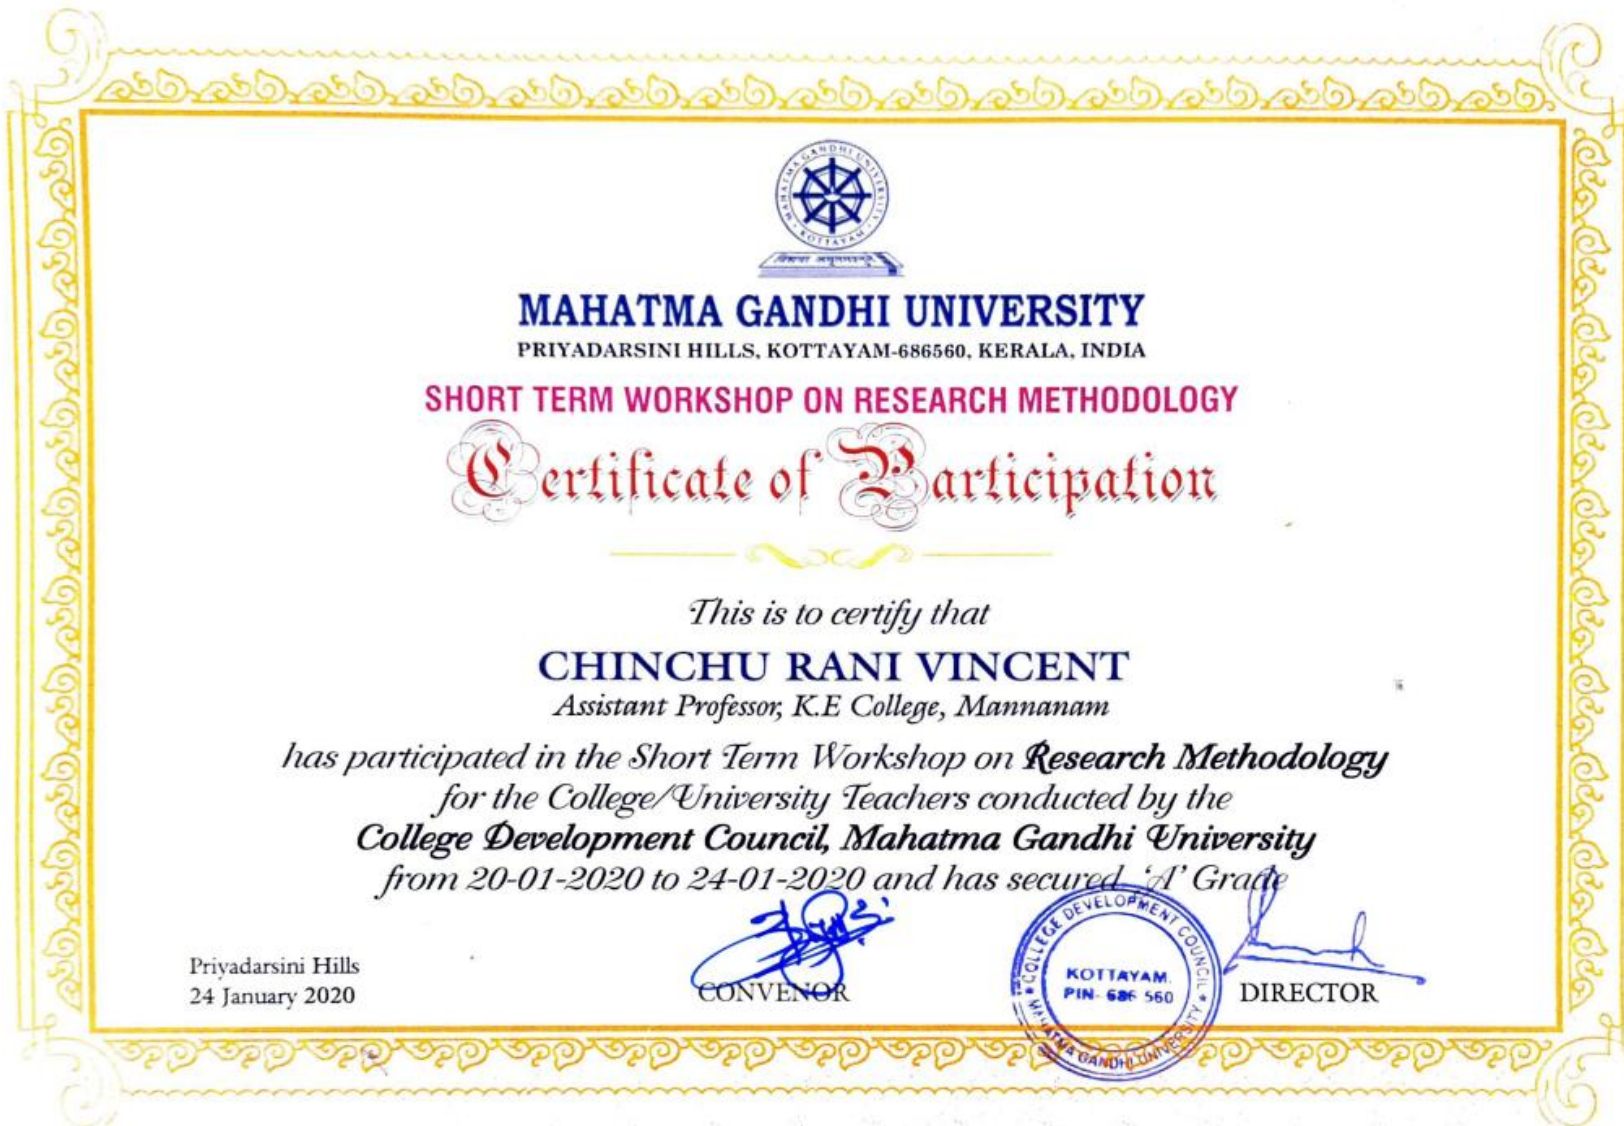 MAHATMA GANDHI UNIVERSITY
KOTTAYAM
MAHATMA GANDHI UNIVERSITY
PRIYADARSINI HILLS, KOTTAYAM-686560, KERALA, INDIA
SHORT TERM WORKSHOP ON RESEARCH METHODOLOGY
Certificate of Participation
This is to certify that
CHINCHU RANI VINCENT
Assistant Professor, K.E College, Mannanam
has participated in the Short Term Workshop on Research Methodology
for the College/University Teachers conducted by the
College Development Council, Mahatma Gandhi University
from 20-01-2020 to 24-01-2020 and has secured 'A' Grade
Priyadarsini Hills
24 January 2020
CONVENOR
COLLEGE DEVELOPMENT COUNCIL
KOTTAYAM.
PIN- 686 560
MAHATMA GANDHI UNIVERSITY
DIRECTOR